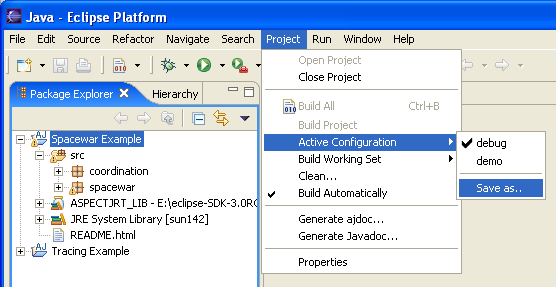 Java - Eclipse Platform
File Edit Source Refactor Navigate Search Project Run Window Help
Package Explorer Hierarchy
Spacewar Example
src
coordination
spacewar
ASPECTJRT_LIB - E:\eclipse-SDK-3.0RC
JRE System Library [sun142]
README.html
Tracing Example
Open Project
Close Project
010
Build All Ctrl+B
Build Project
Active Configuration
Build Working Set
Clean...
Build Automatically
Generate ajdoc...
Generate Javadoc...
Properties
debug
demo
Save as..